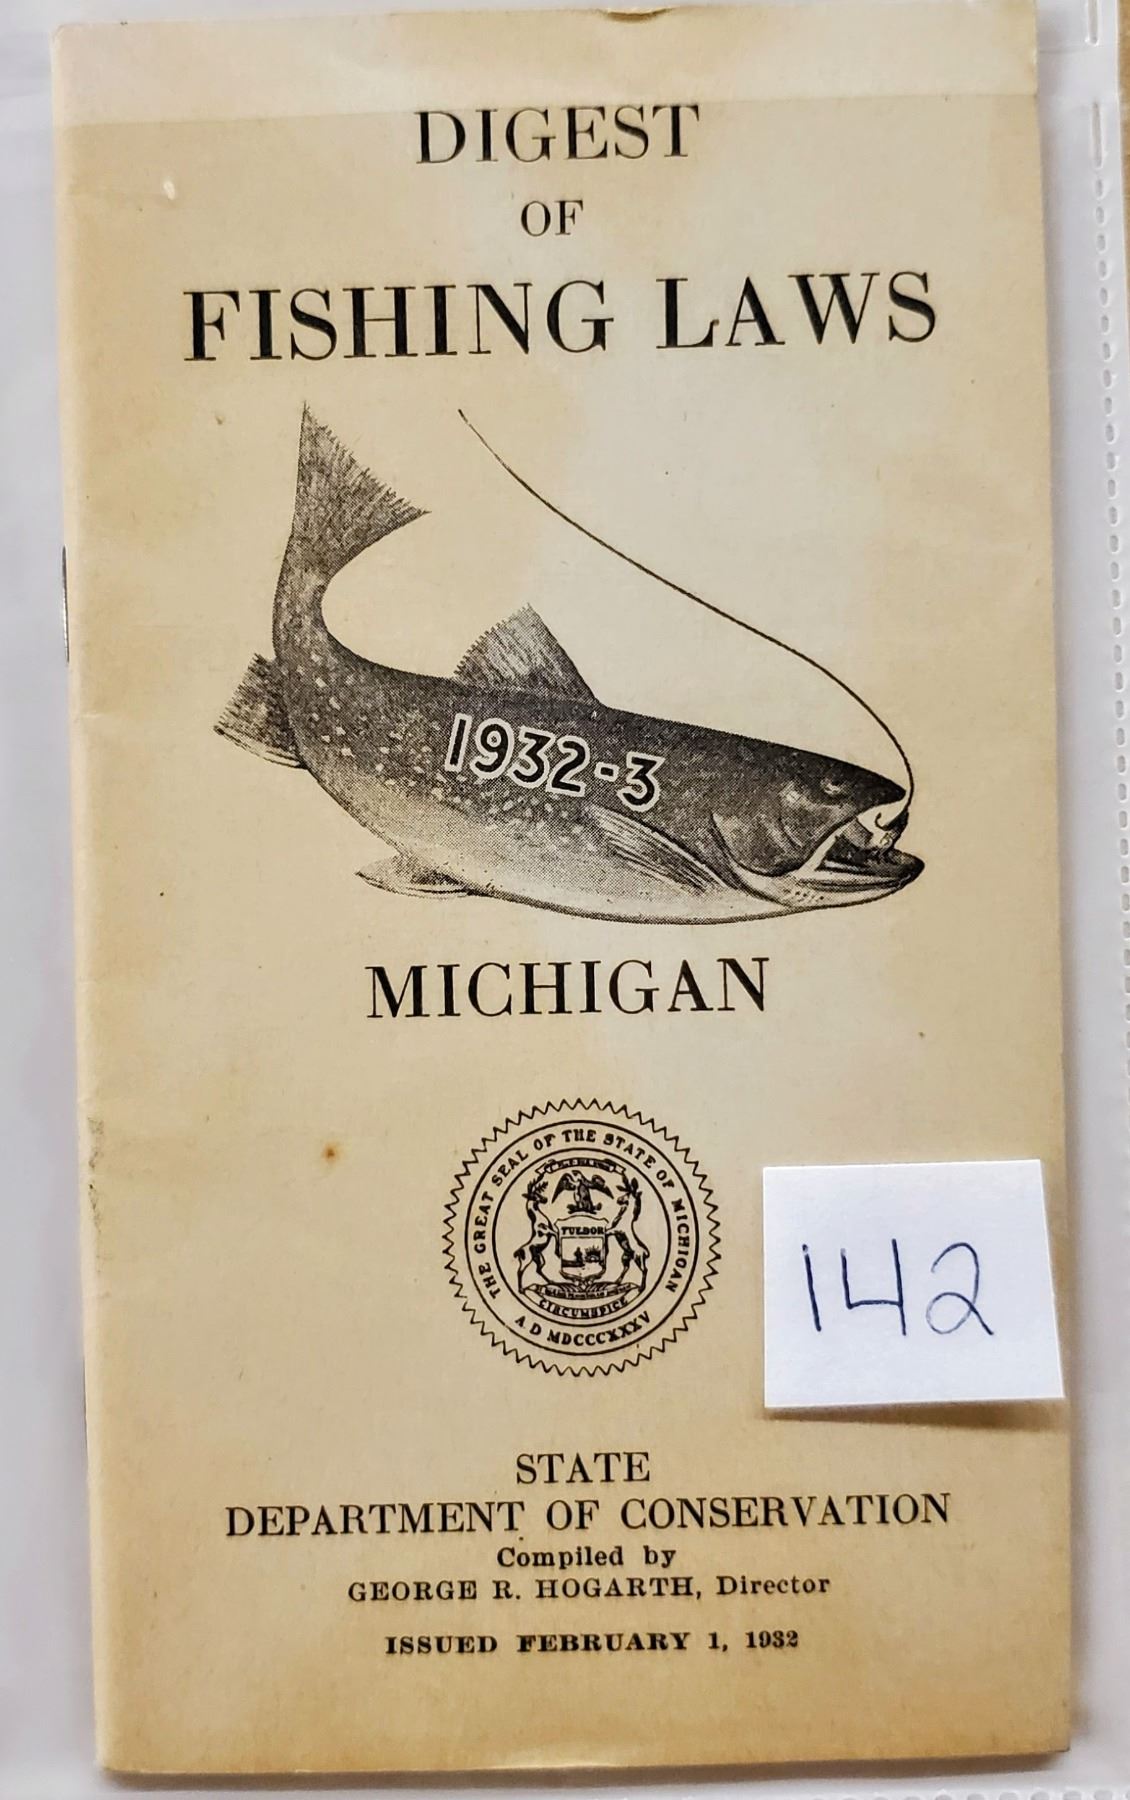 DIGEST
OF
FISHING LAWS
1932-3
MICHIGAN
THE GREAT SEAL OF THE STATE OF MICHIGAN
TUEBOR
CIRCUMSPICE
A D MDCCCXXXV
142
STATE
DEPARTMENT OF CONSERVATION
Compiled by
GEORGE R. HOGARTH, Director
ISSUED FEBRUARY 1, 1932